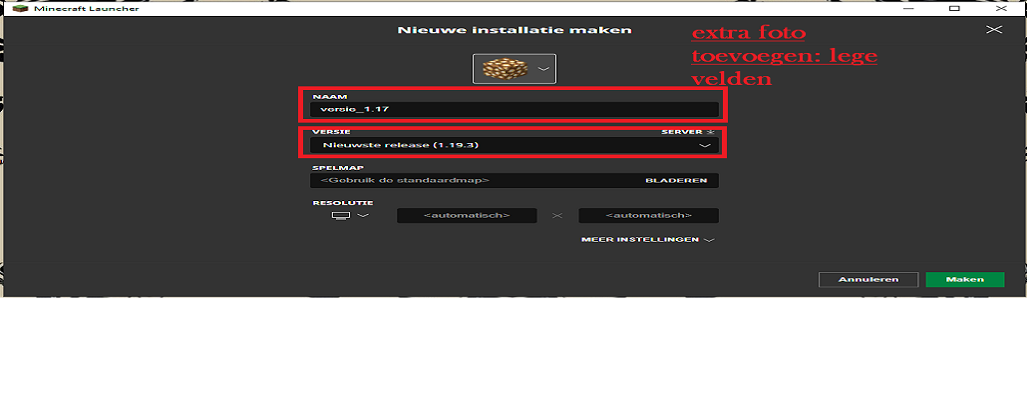 Minecraft Launcher
Nieuwe installatie maken
extra foto
toevoegen: lege
velden
NAAM
versie_1.17
VERSIE SERVER
Nieuwste release (1.19.3)
SPELMAP
<Gebruik de standaardmap> BLADEREN
RESOLUTIE
<automatisch> <automatisch>
MEER INSTELLINGEN
Annuleren Maken